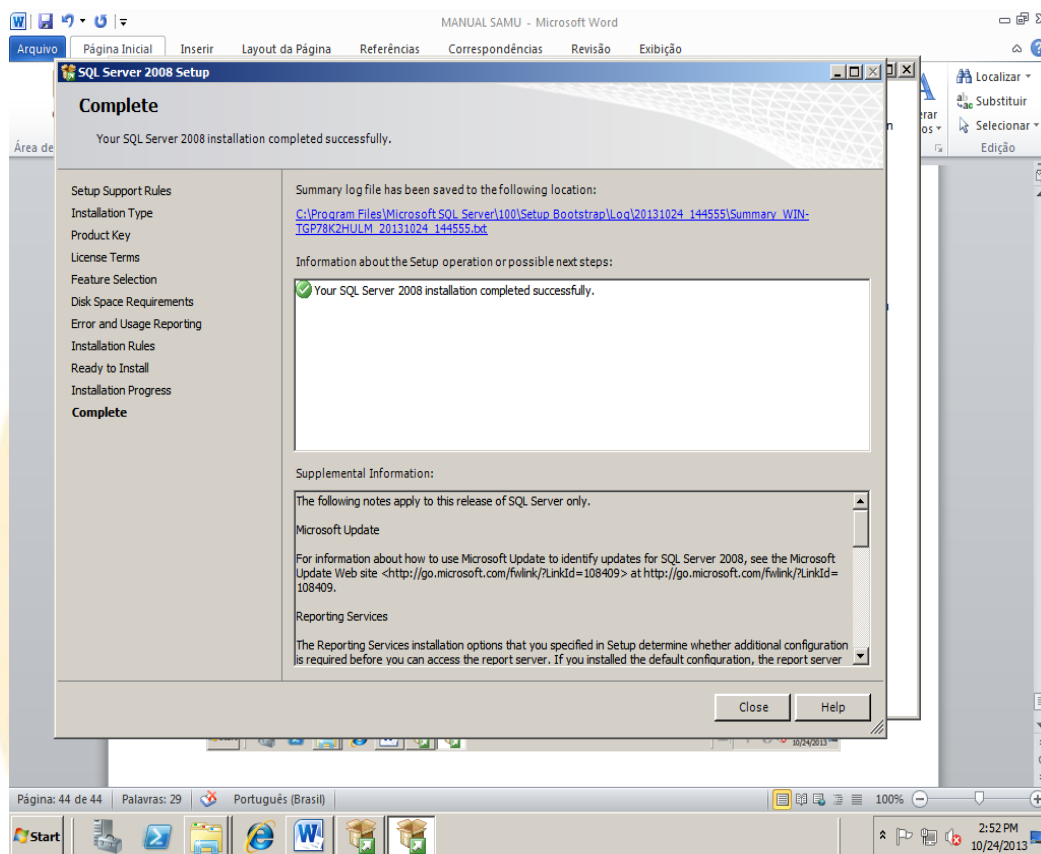 MANUAL SAMU - Microsoft Word
Arquivo Página Inicial Inserir Layout da Página Referências Correspondências Revisão Exibição
Localizar
Substituir
Selecionar
Edição
Área de
SQL Server 2008 Setup
Complete
Your SQL Server 2008 installation completed successfully.
Setup Support Rules
Installation Type
Product Key
License Terms
Feature Selection
Disk Space Requirements
Error and Usage Reporting
Installation Rules
Ready to Install
Installation Progress
Complete
Summary log file has been saved to the following location:
C:\Program Files\Microsoft SQL Server\100\Setup Bootstrap\Log\20131024_144555\Summary_WIN-
TGP78K2HULM_20131024_144555.txt
Information about the Setup operation or possible next steps:
Your SQL Server 2008 installation completed successfully.
Supplemental Information:
The following notes apply to this release of SQL Server only.
Microsoft Update
For information about how to use Microsoft Update to identify updates for SQL Server 2008, see the Microsoft
Update Web site <http://go.microsoft.com/fwlink/?LinkId=108409> at http://go.microsoft.com/fwlink/?LinkId=
108409.
Reporting Services
The Reporting Services installation options that you specified in Setup determine whether additional configuration
is required before you can access the report server. If you installed the default configuration, the report server
Close Help
10/24/2013
Página: 44 de 44 Palavras: 29 Português (Brasil) 100%
Start
2:52 PM
10/24/2013